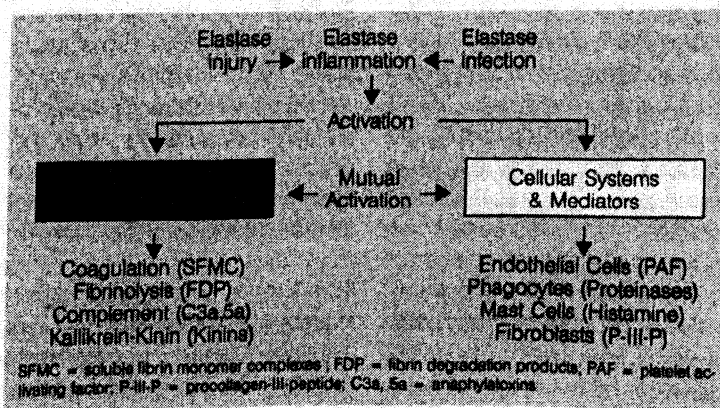 Elastase injury
Elastase inflammation
Elastase infection
Activation
Mutual Activation
Cellular Systems
& Mediators
Coagulation (SFMC)
Fibrinolysis (FDP)
Complement (C3a,5a)
Kallikrein-Kinin (Kinins)
Endothelial Cells (PAF)
Phagocytes (Proteinases)
Mast Cells (Histamine)
Fibroblasts (P-III-P)
SFMC = soluble fibrin monomer complexes; FDP = fibrin degradation products; PAF = platelet ac-
tivating factor; P-III-P = procollagen-III-peptide; C3a, 5a = anaphylatoxins